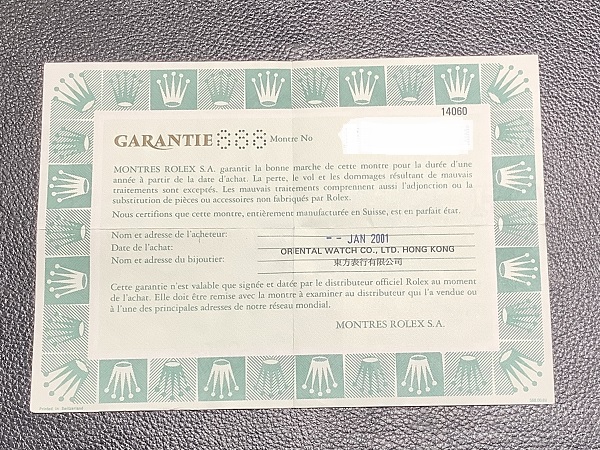 14060
GARANTIE 888 Montre No
MONTRES ROLEX S.A. garantit la bonne marche de cette montre pour la durée d'une
année à partir de la date d'achat. La perte, le vol et les dommages résultant de mauvais
traitements sont exceptés. Les mauvais traitements comprennent aussi l'adjonction ou la
substitution de pièces ou accessoires non fabriqués par Rolex.
Nous certifions que cette montre, entièrement manufacturée en Suisse, est en parfait état.
Nom et adresse de l'acheteur:
-- JAN 2001
Date de l'achat:
ORIENTAL WATCH CO., LTD. HONG KONG
Nom et adresse du bijoutier:
東方表行有限公司
Cette garantie n'est valable que signée et datée par le distributeur officiel Rolex au moment
de l'achat. Elle doit être remise avec la montre à examiner au distributeur qui l'a vendue ou
à l'une des principales adresses de notre réseau mondial.
MONTRES ROLEX S.A.
Printed in Switzerland